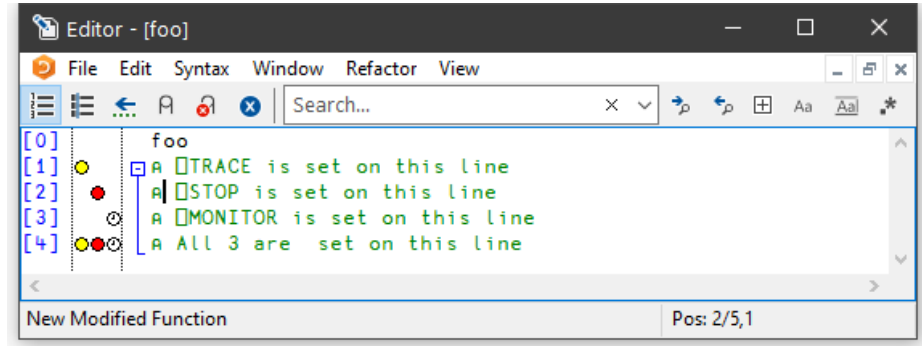 Editor - [foo]
File Edit Syntax Window Refactor View
Search...
Aa Aa .*
[0] foo
[1] ⍝ ⎕TRACE is set on this line
[2] ⍝ ⎕STOP is set on this line
[3] ⍝ ⎕MONITOR is set on this line
[4] ⍝ All 3 are  set on this line
New Modified Function Pos: 2/5,1